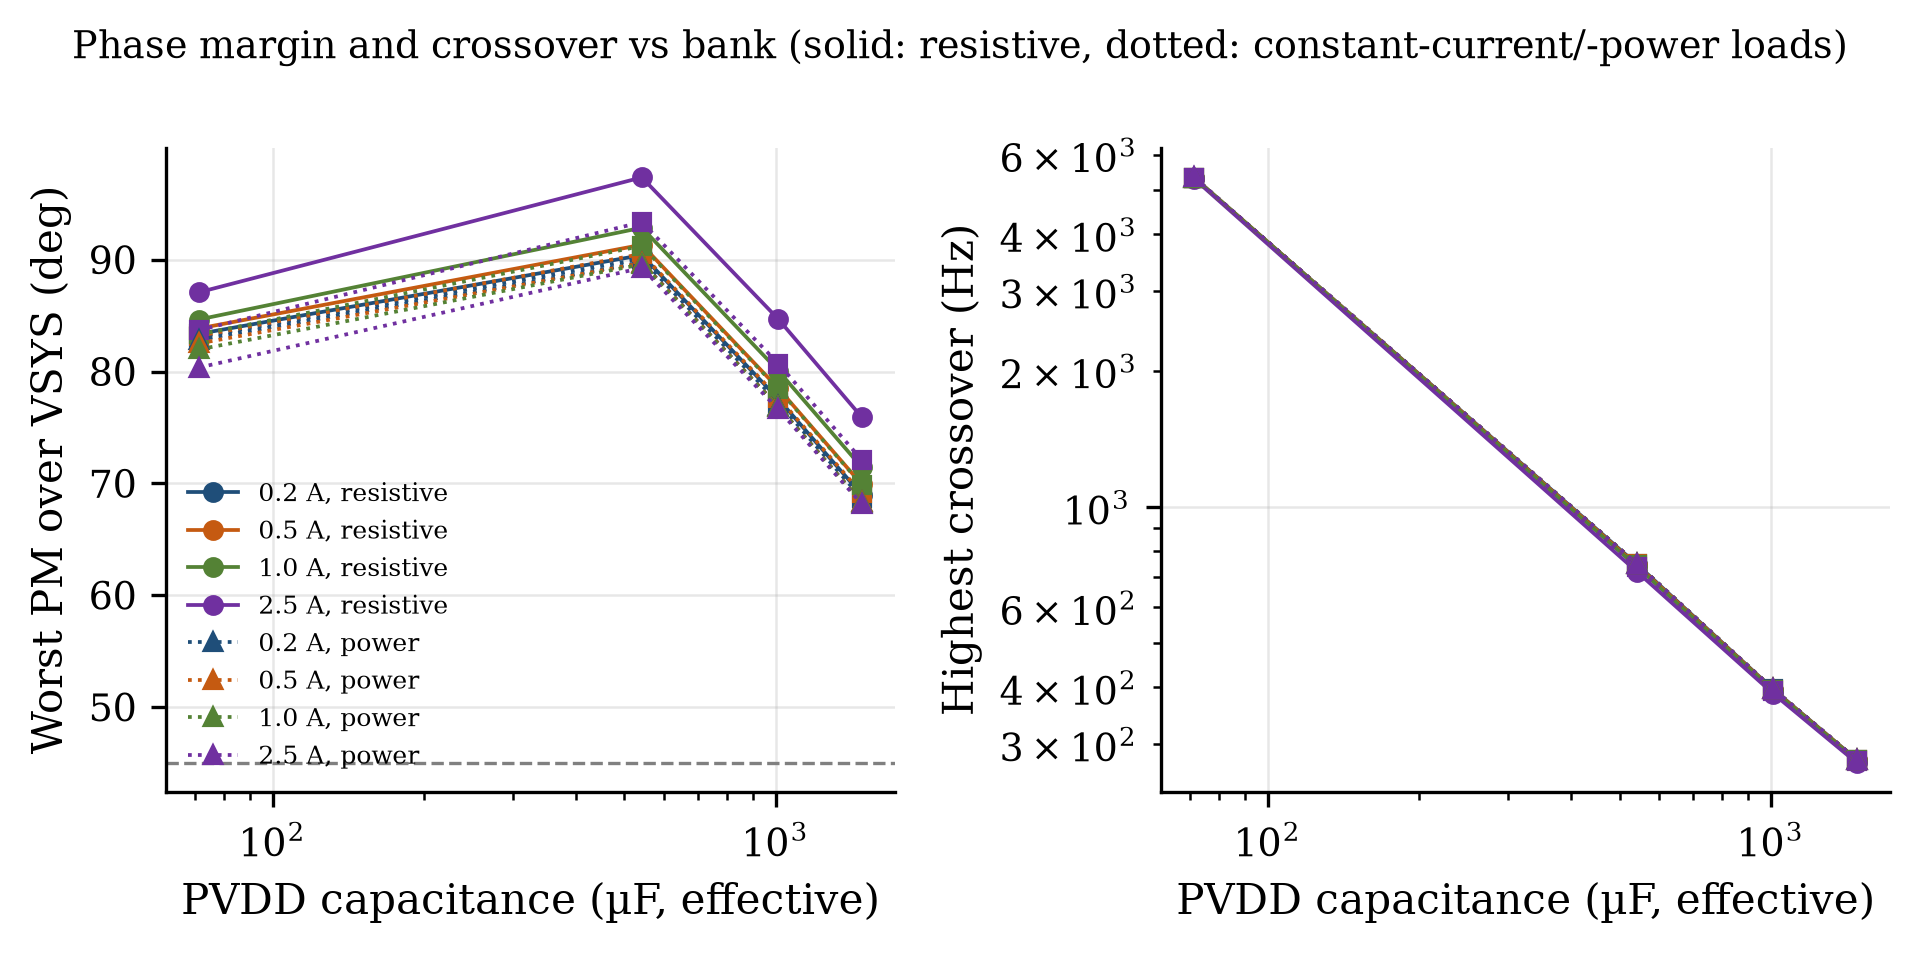 Phase margin and crossover vs bank (solid: resistive, dotted: constant-current/-power loads)
Worst PM over VSYS (deg)
90
80
70
60
50
0.2 A, resistive
0.5 A, resistive
1.0 A, resistive
2.5 A, resistive
0.2 A, power
0.5 A, power
1.0 A, power
2.5 A, power
10²
10³
PVDD capacitance (µF, effective)
Highest crossover (Hz)
6 × 10³
4 × 10³
3 × 10³
2 × 10³
10³
6 × 10²
4 × 10²
3 × 10²
10²
10³
PVDD capacitance (µF, effective)